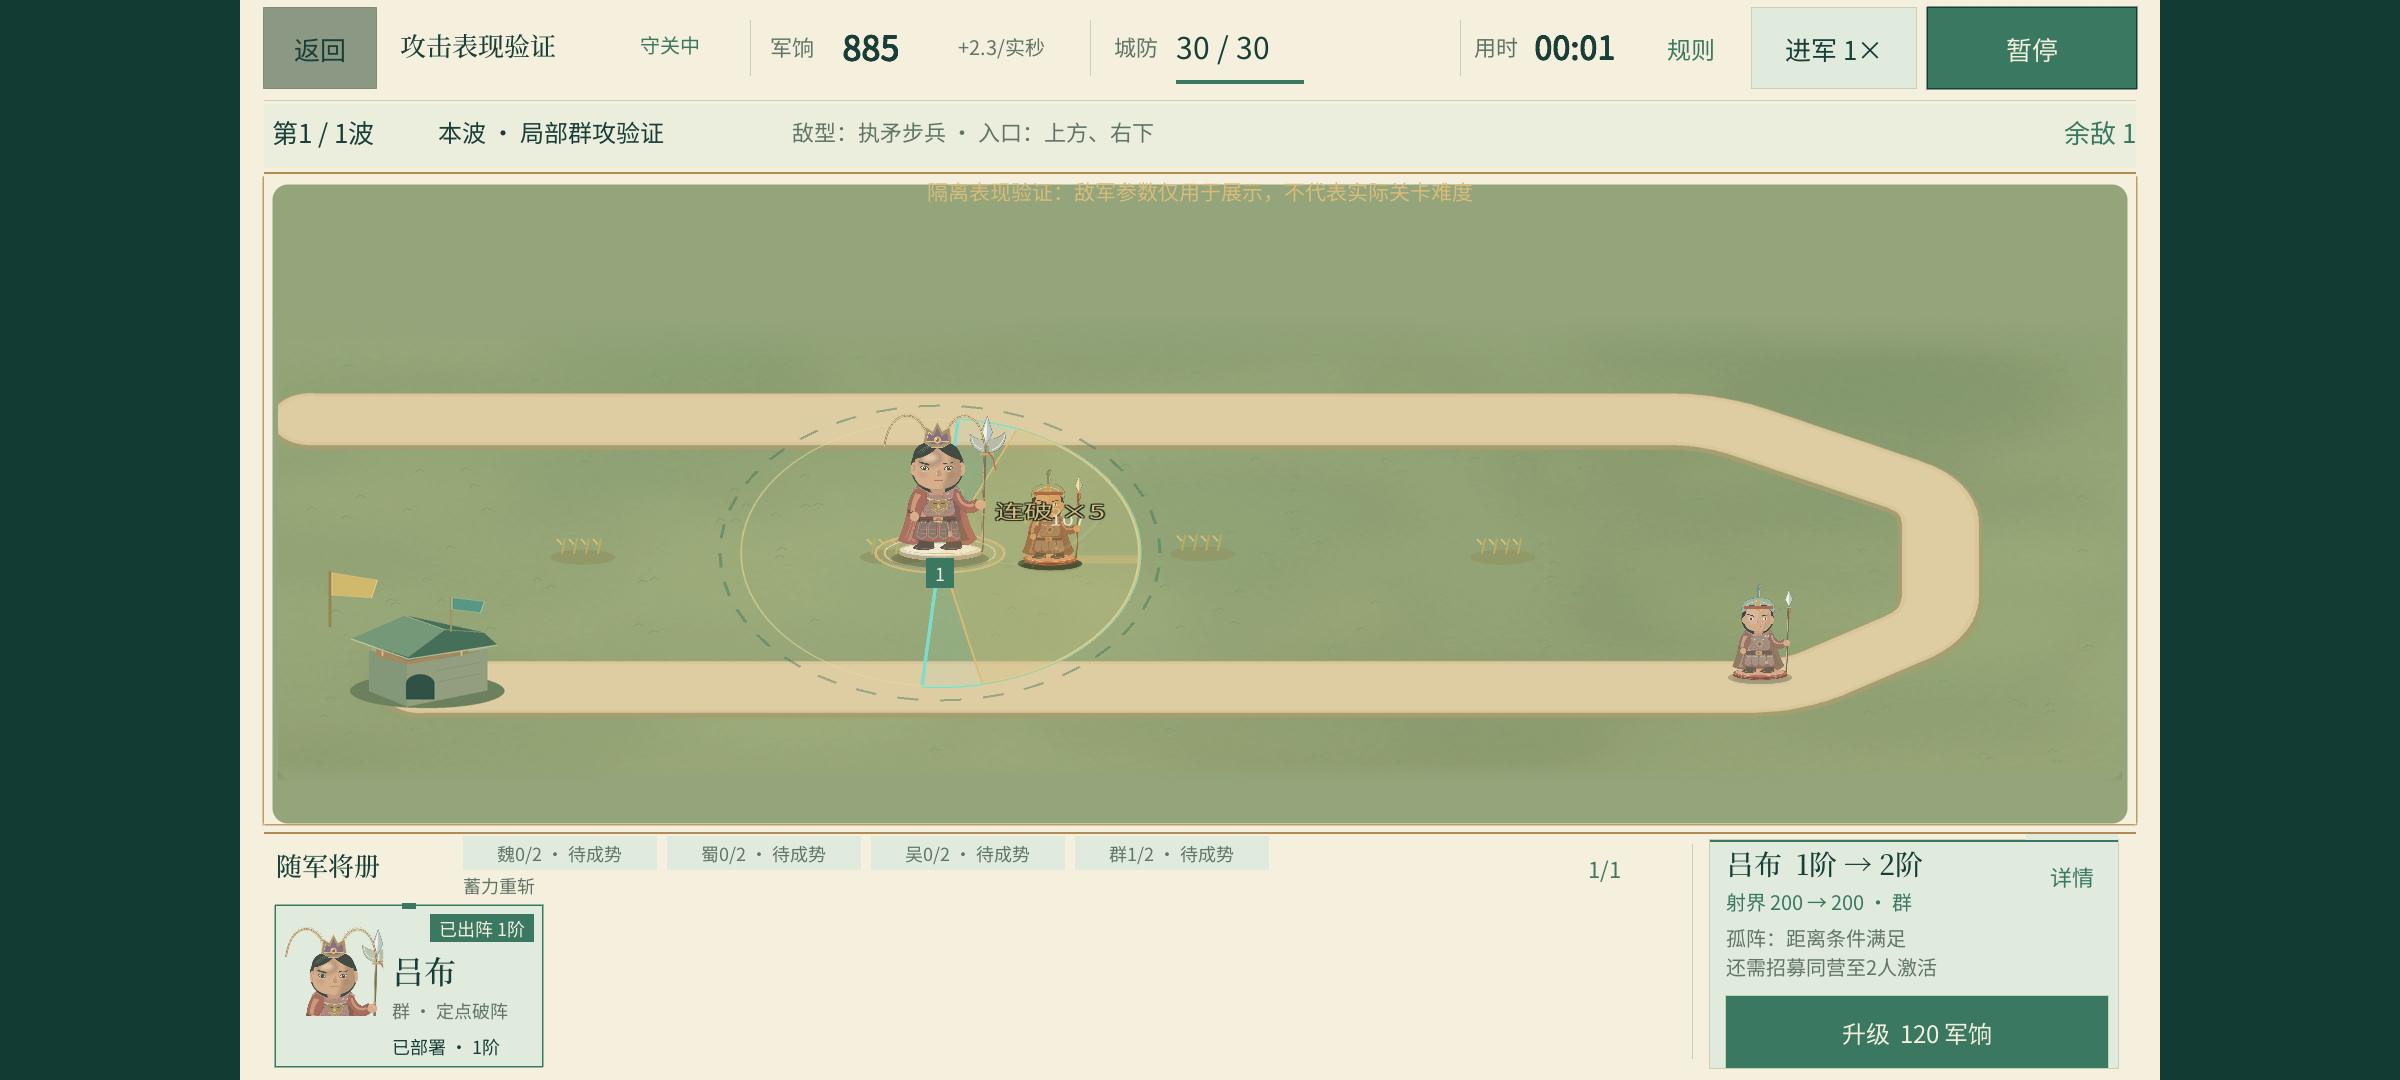 返回
攻击表现验证
守关中
军饷 885 +2.3/实秒
城防 30 / 30
用时 00:01
规则
进军 1×
暂停
第1 / 1波
本波 · 局部群攻验证
敌型：执矛步兵 · 入口：上方、右下
余敌 1
隔离表现验证：敌军参数仅用于展示，不代表实际关卡难度
连破 ×5
1
随军将册
魏0/2 · 待成势
蜀0/2 · 待成势
吴0/2 · 待成势
群1/2 · 待成势
蓄力重斩
1/1
已出阵 1阶
吕布
群 · 定点破阵
已部署 · 1阶
吕布 1阶→2阶
详情
射界 200→200 · 群
孤阵：距离条件满足
还需招募同营至2人激活
升级 120 军饷